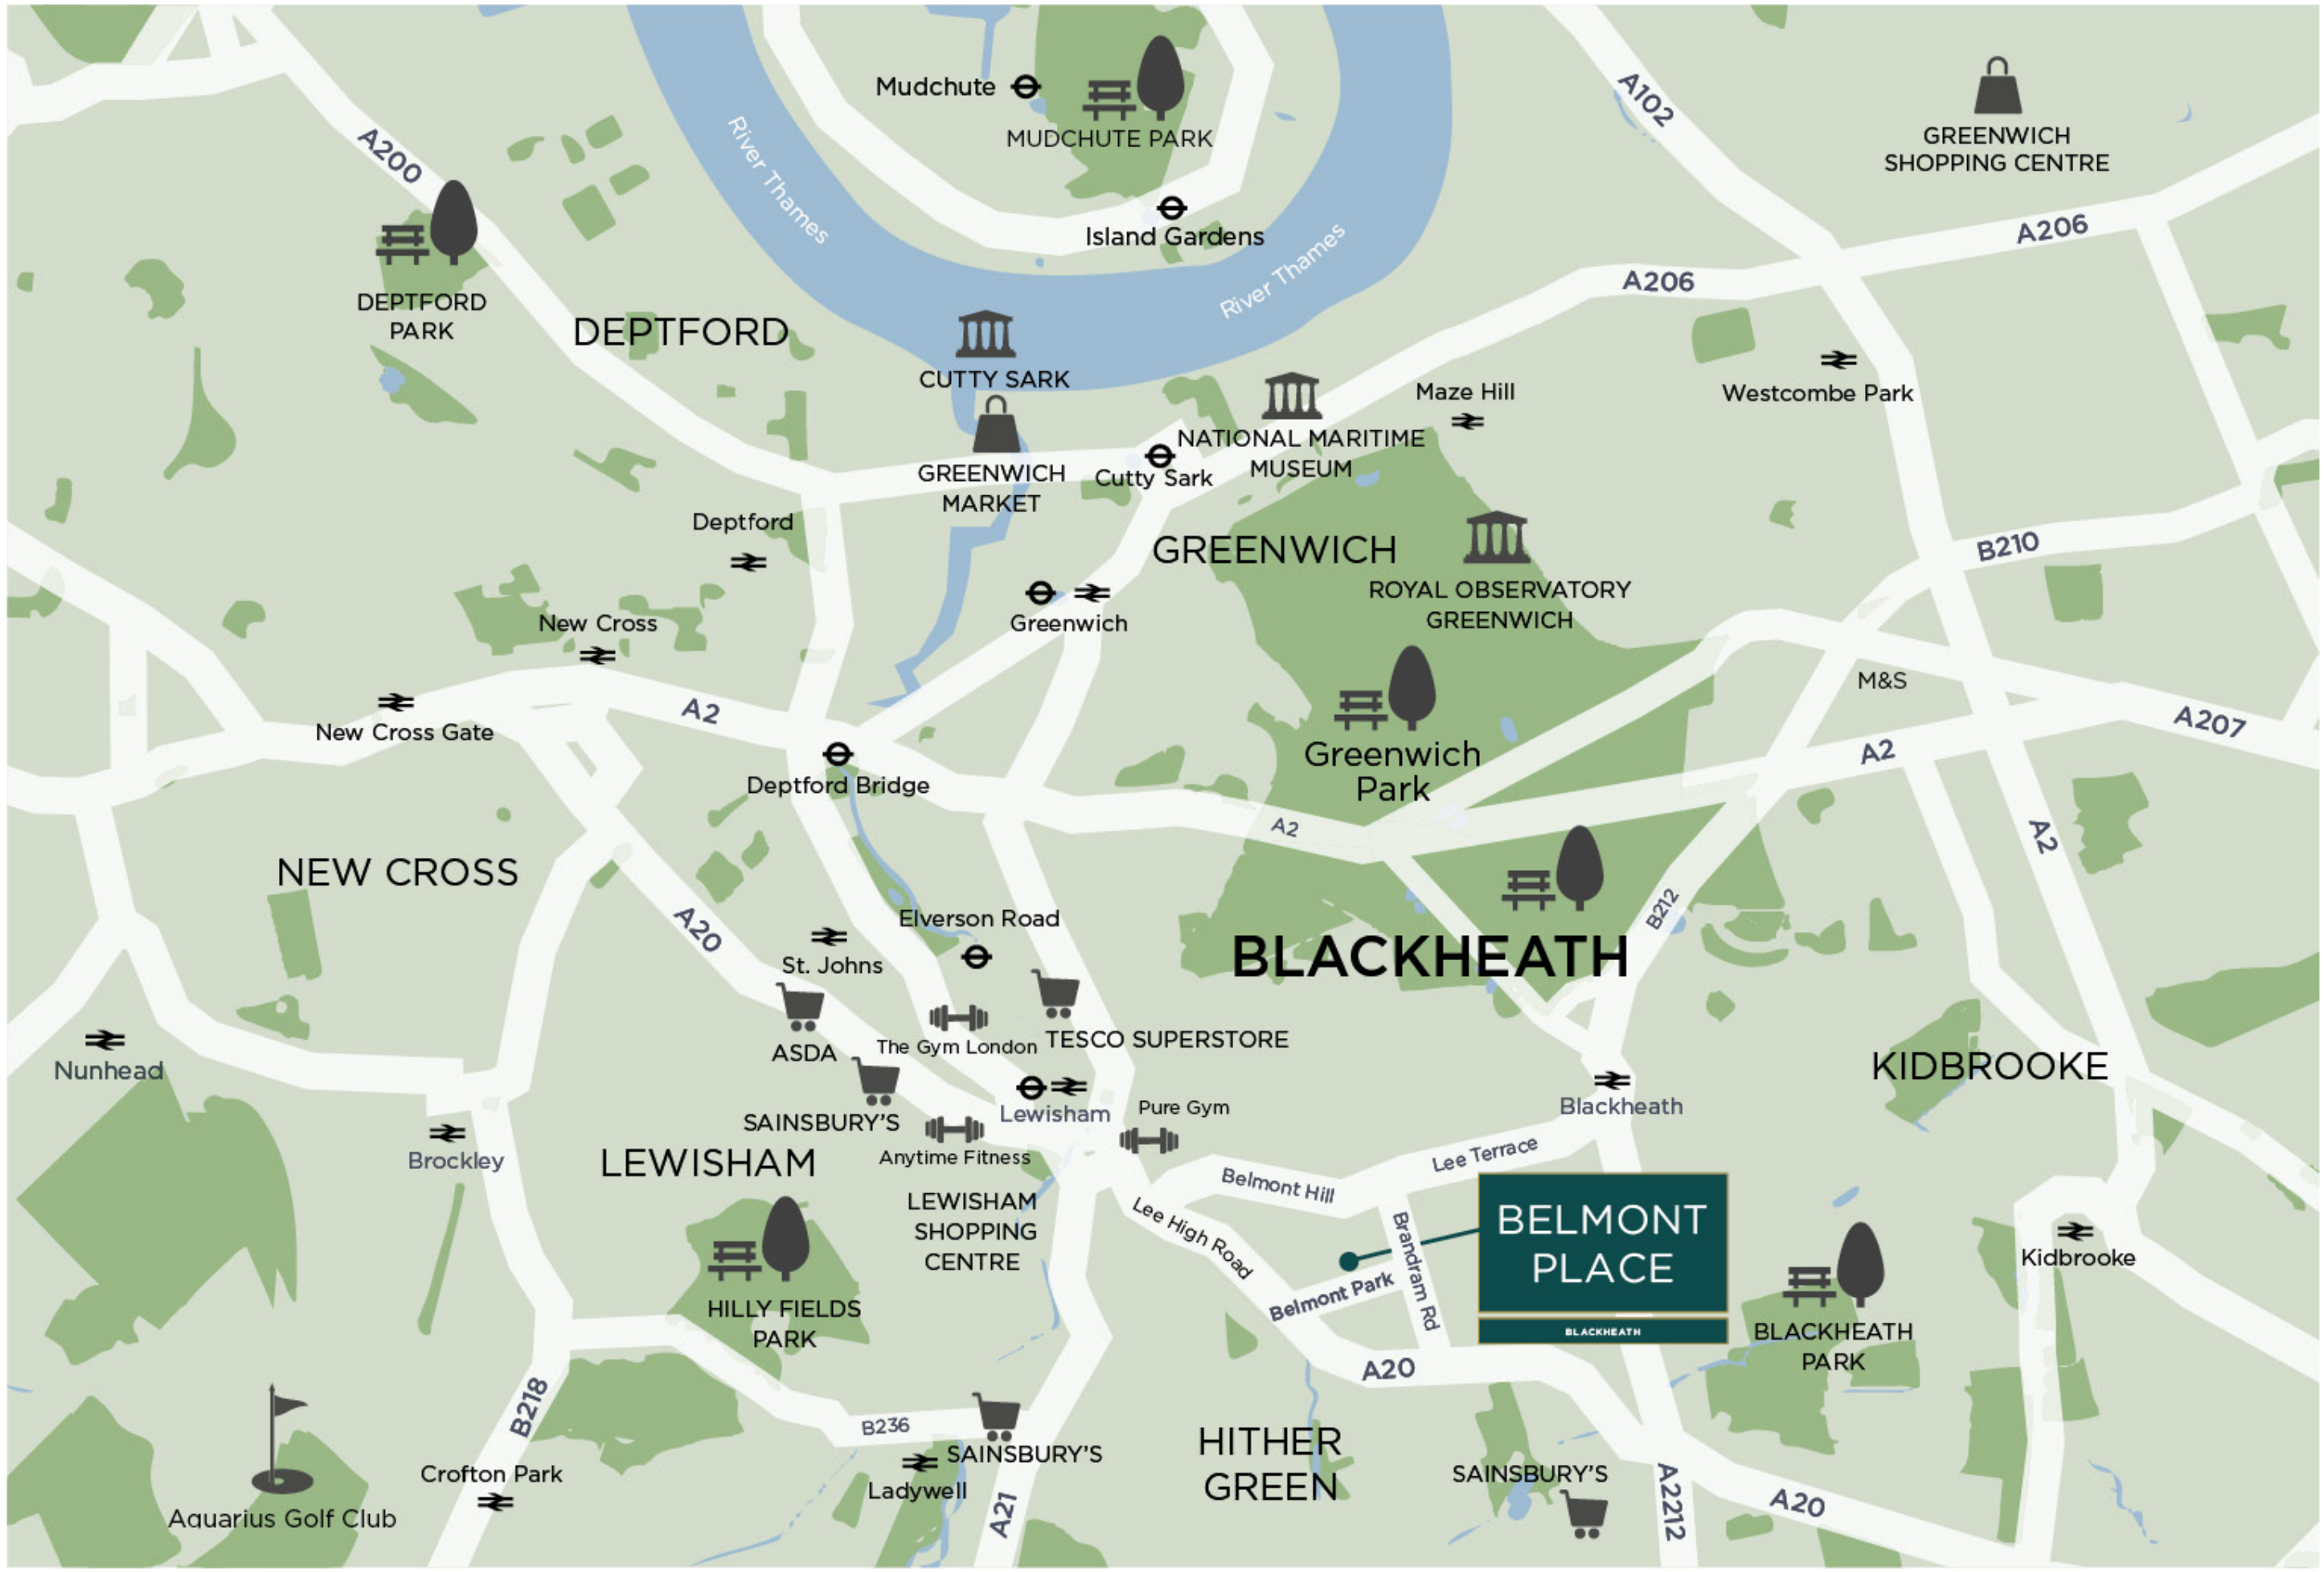 Mudchute
MUDCHUTE PARK
River Thames
A102
GREENWICH
SHOPPING CENTRE
A200
Island Gardens
River Thames
A206
A206
DEPTFORD
PARK
DEPTFORD
CUTTY SARK
Maze Hill
Westcombe Park
NATIONAL MARITIME
MUSEUM
GREENWICH
MARKET
Cutty Sark
Deptford
GREENWICH
B210
ROYAL OBSERVATORY
GREENWICH
New Cross
Greenwich
M&S
New Cross Gate
A2
A207
Greenwich
Park
A2
Deptford Bridge
A2
A2
NEW CROSS
A20
Elverson Road
B212
St. Johns
BLACKHEATH
ASDA
The Gym London
TESCO SUPERSTORE
Nunhead
KIDBROOKE
SAINSBURY'S
Lewisham
Pure Gym
Blackheath
Brockley
LEWISHAM
Anytime Fitness
Lee Terrace
Belmont Hill
LEWISHAM
SHOPPING
CENTRE
Lee High Road
Brandram Rd
BELMONT
PLACE
BLACKHEATH
Belmont Park
Kidbrooke
HILLY FIELDS
PARK
BLACKHEATH
PARK
A20
B218
B236
SAINSBURY'S
HITHER
GREEN
Crofton Park
Ladywell
SAINSBURY'S
Aquarius Golf Club
A21
A2212
A20